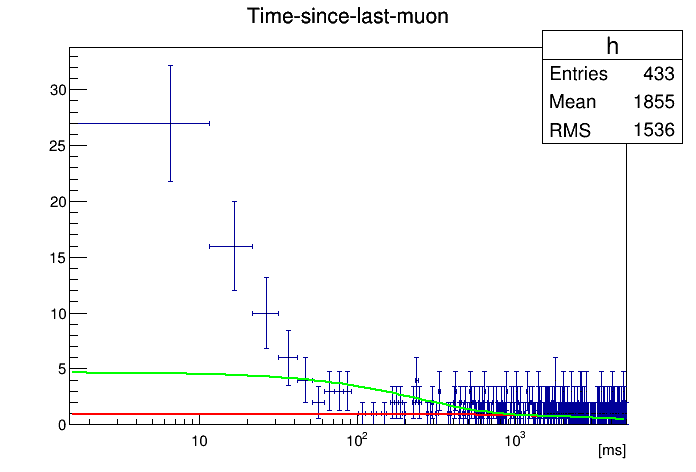 Time-since-last-muon
h
Entries 433
Mean 1855
RMS 1536
30
25
20
15
10
5
0
10 10² 10³
[ms]